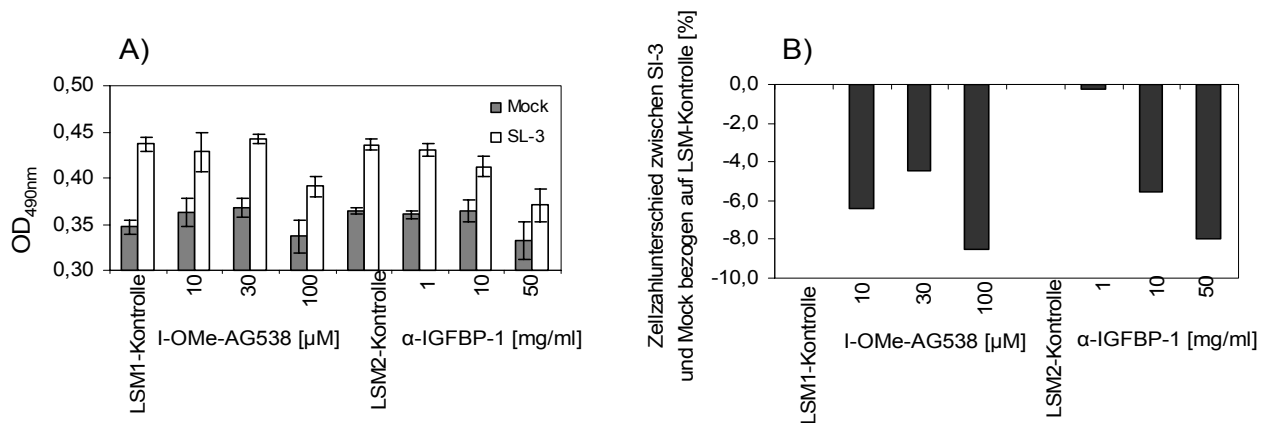 A)
0,50
0,45
0,40
0,35
0,30
OD490nm
Mock
SL-3
LSM1-Kontrolle
10
30
100
LSM2-Kontrolle
1
10
50
I-OMe-AG538 [µM]
α-IGFBP-1 [mg/ml]
B)
Zellzahlunterschied zwischen SI-3
und Mock bezogen auf LSM-Kontrolle [%]
0,0
-2,0
-4,0
-6,0
-8,0
-10,0
LSM1-Kontrolle
10
30
100
LSM2-Kontrolle
1
10
50
I-OMe-AG538 [µM]
α-IGFBP-1 [mg/ml]